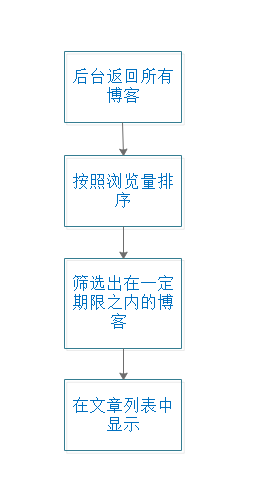 后台返回所有
博客
按照浏览量排
序
筛选出在一定
期限之内的博
客
在文章列表中
显示